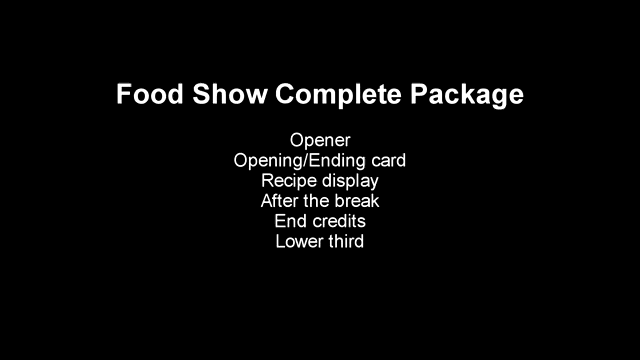 Food Show Complete Package
Opener
Opening/Ending card
Recipe display
After the break
End credits
Lower third